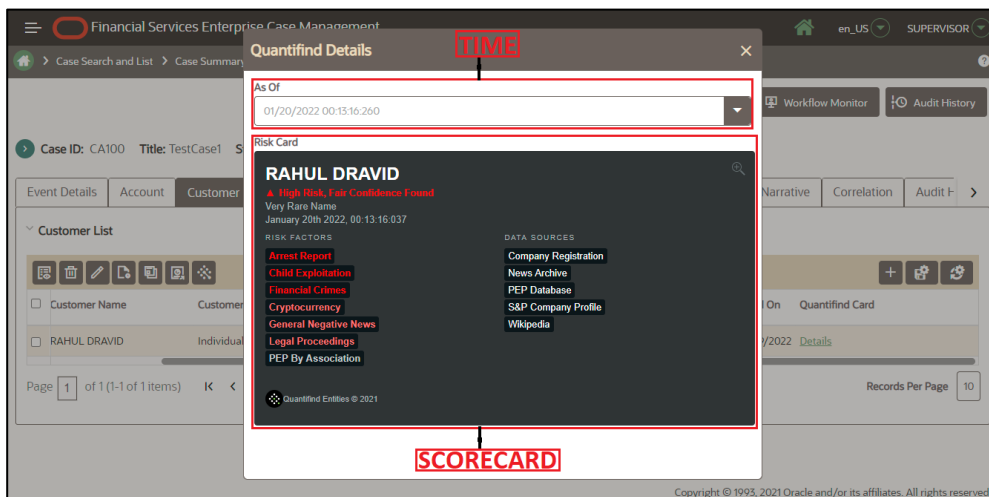 Financial Services Enterprise Case Management
en_US
SUPERVISOR
Quantifind Details
TIME
Case Search and List
Case Summary
As Of
01/20/2022 00:13:16:260
Workflow Monitor
Audit History
Risk Card
Case ID: CA100 Title: TestCase1
RAHUL DRAVID
High Risk, Fair Confidence Found
Very Rare Name
January 20th 2022, 00:13:16:037
Event Details
Account
Customer
Narrative
Correlation
Audit H
RISK FACTORS
DATA SOURCES
Customer List
Arrest Report
Child Exploitation
Financial Crimes
Cryptocurrency
General Negative News
Legal Proceedings
PEP By Association
Company Registration
News Archive
PEP Database
S&P Company Profile
Wikipedia
Customer Name
Customer
On
Quantifind Card
RAHUL DRAVID
Individual
/2022
Details
Page 1 of 1 (1-1 of 1 items)
Records Per Page 10
Quantifind Entities © 2021
SCORECARD
Copyright © 1993, 2021 Oracle and/or its affiliates. All rights reserved